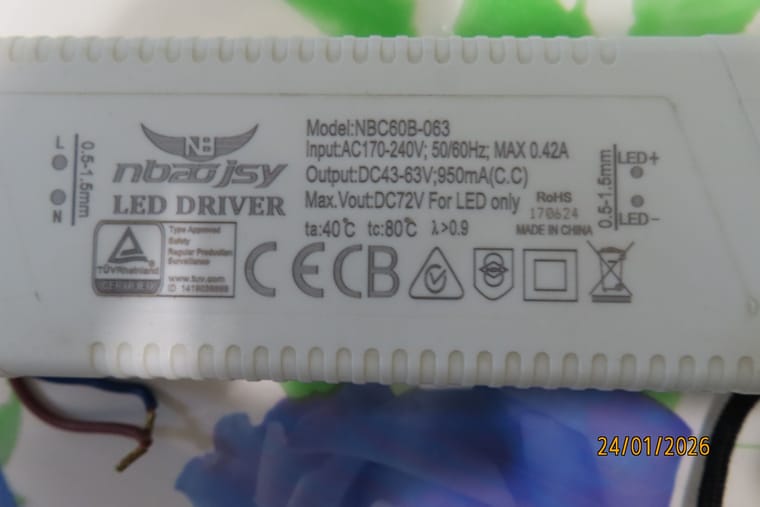 L
N
0.5-1.5mm
NB
nbaojsy
LED DRIVER
Model:NBC60B-063
Input:AC170-240V; 50/60Hz; MAX 0.42A
Output:DC43-63V;950mA(C.C)
Max.Vout:DC72V For LED only
ta:40℃ tc:80℃ λ>0.9
RoHS
170624
MADE IN CHINA
0.5-1.5mm
LED+
LED-
TÜVRheinland
CERTIFIED
Type Approved
Safety
Regular Production
Surveillance
www.tuv.com
CE CB
24/01/2026